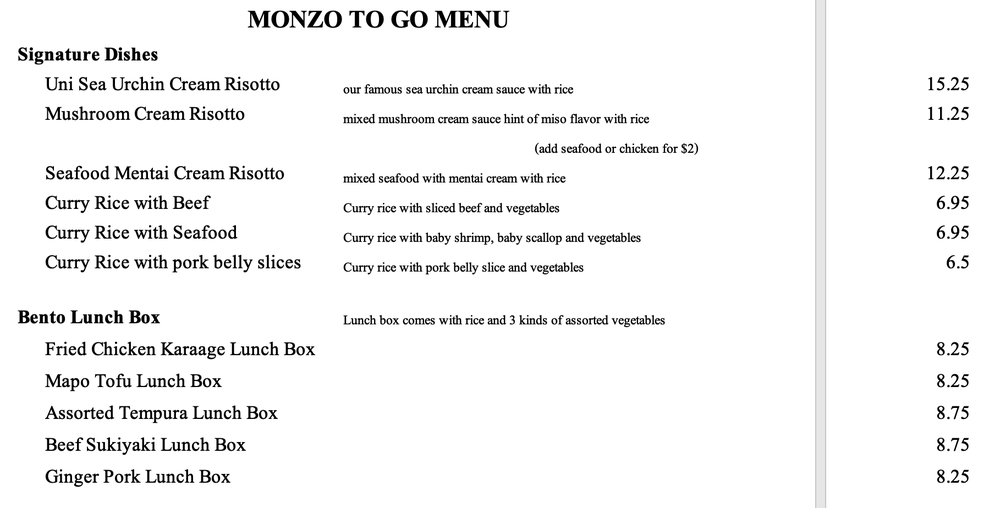 MONZO TO GO MENU
Signature Dishes
Uni Sea Urchin Cream Risotto our famous sea urchin cream sauce with rice 15.25
Mushroom Cream Risotto mixed mushroom cream sauce hint of miso flavor with rice 11.25
(add seafood or chicken for $2)
Seafood Mentai Cream Risotto mixed seafood with mentai cream with rice 12.25
Curry Rice with Beef Curry rice with sliced beef and vegetables 6.95
Curry Rice with Seafood Curry rice with baby shrimp, baby scallop and vegetables 6.95
Curry Rice with pork belly slices Curry rice with pork belly slice and vegetables 6.5
Bento Lunch Box Lunch box comes with rice and 3 kinds of assorted vegetables
Fried Chicken Karaage Lunch Box 8.25
Mapo Tofu Lunch Box 8.25
Assorted Tempura Lunch Box 8.75
Beef Sukiyaki Lunch Box 8.75
Ginger Pork Lunch Box 8.25